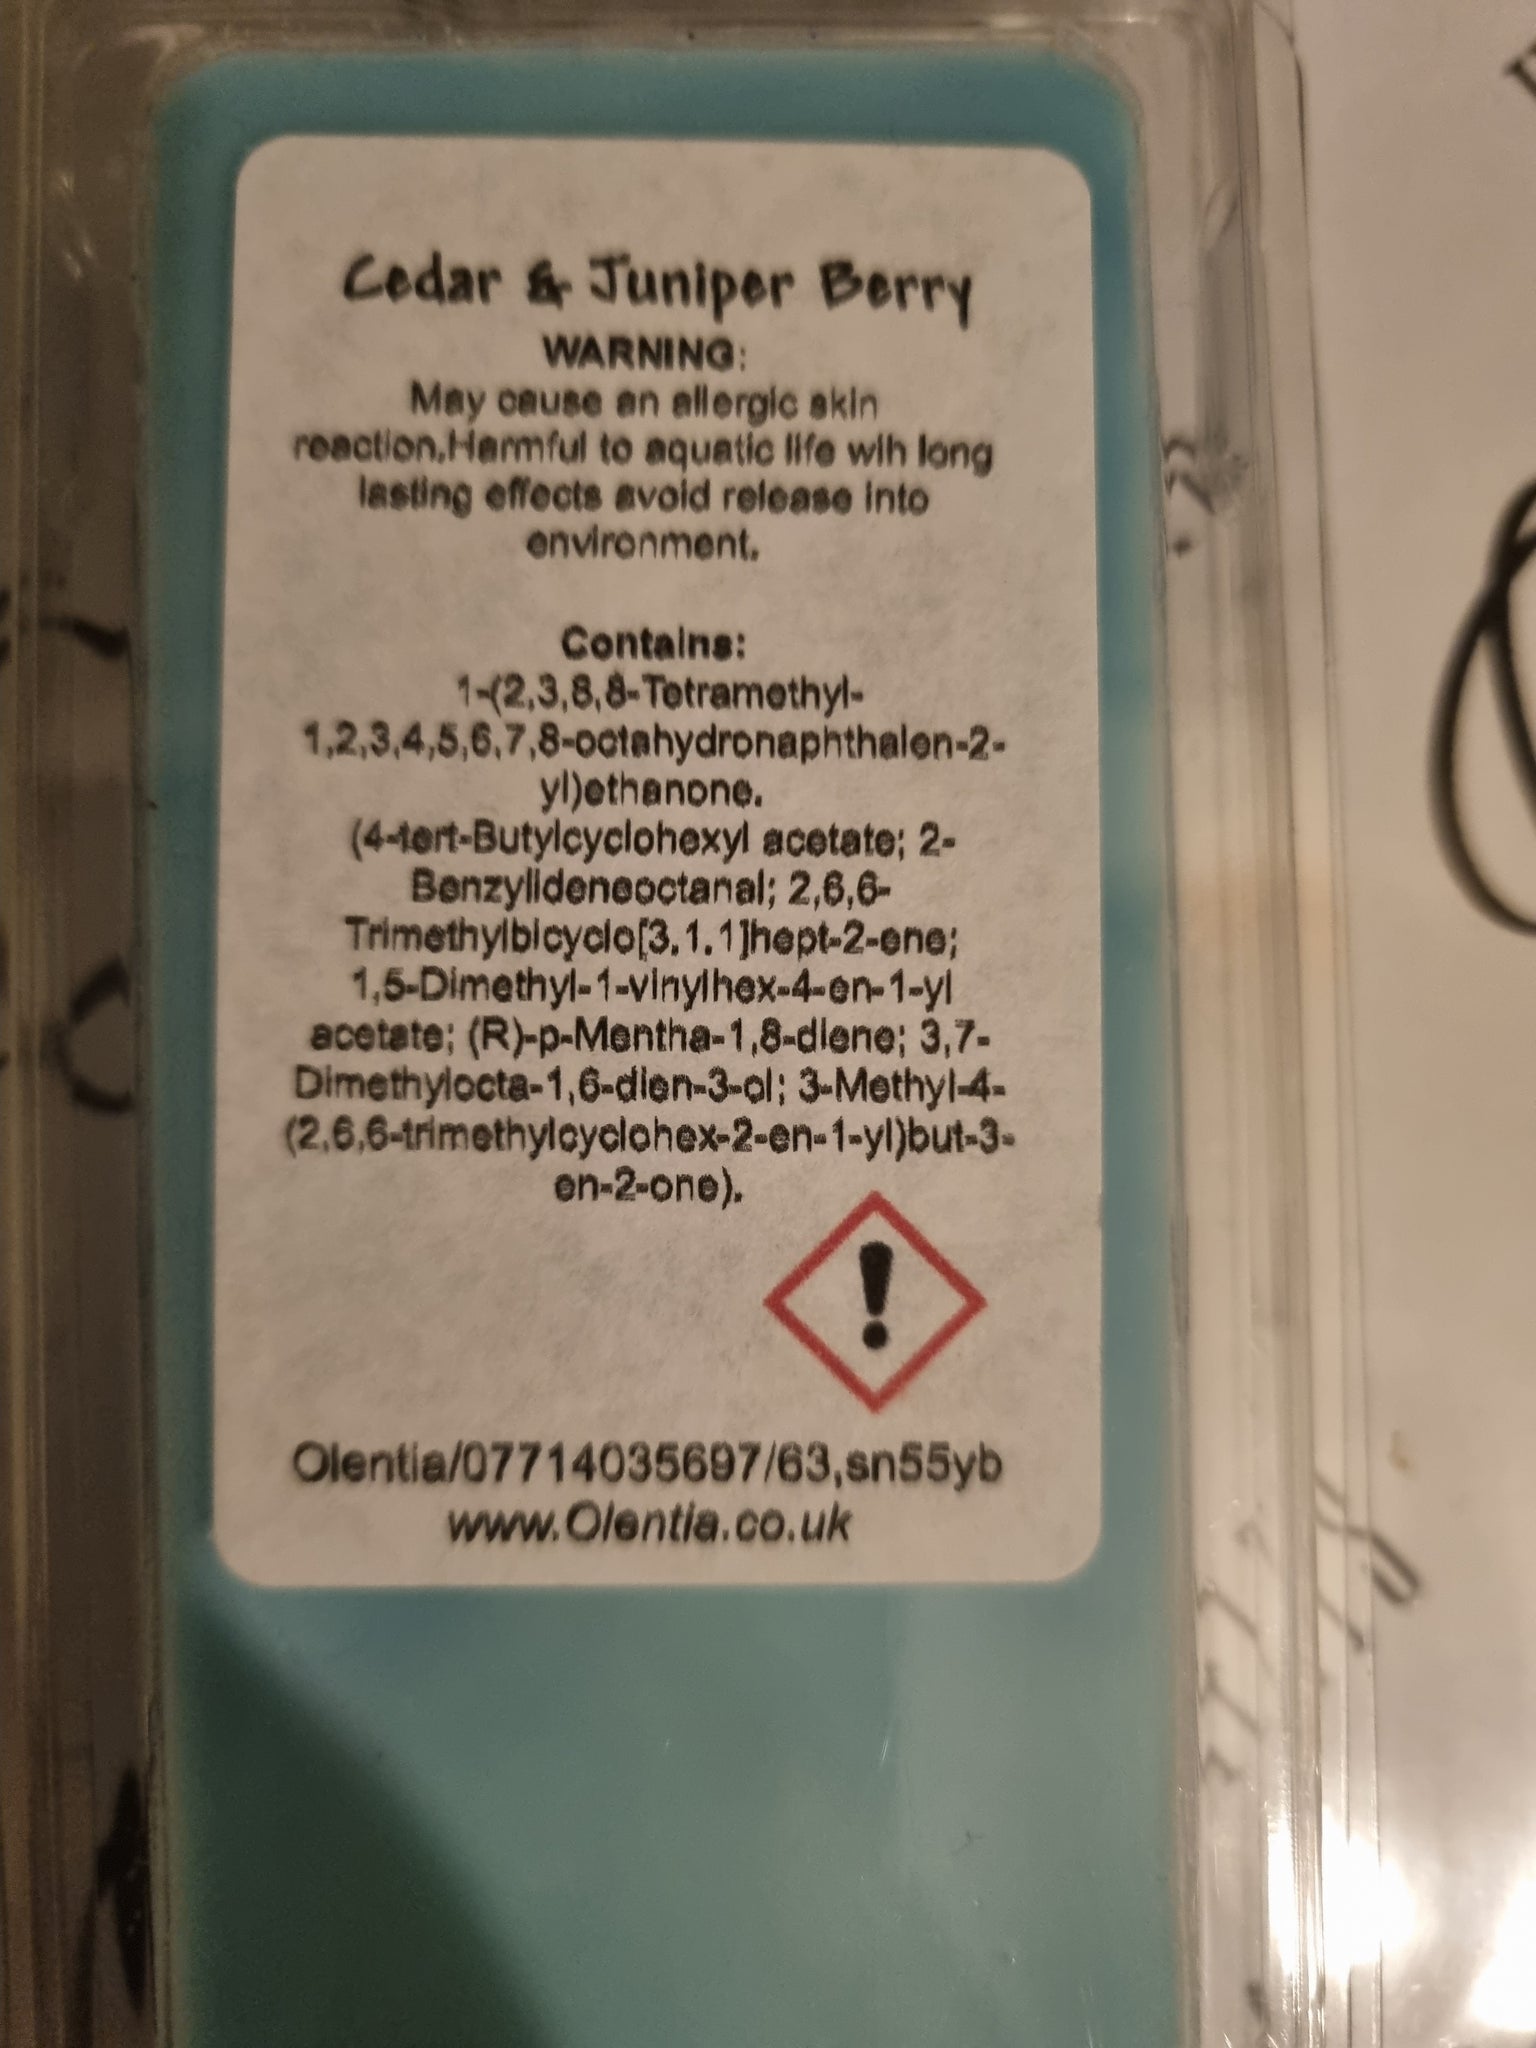 Cedar & Juniper Berry
WARNING:
May cause an allergic skin
reaction.Harmful to aquatic life wih long
lasting effects avoid release into
environment.
Contains:
1-(2,3,8,8-Tetramethyl-
1,2,3,4,5,6,7,8-octahydronaphthalen-2-
yl)ethanone.
(4-tert-Butylcyclohexyl acetate; 2-
Benzylideneoctanal; 2,6,6-
Trimethylbicyclo[3.1.1]hept-2-ene;
1,5-Dimethyl-1-vinylhex-4-en-1-yl
acetate; (R)-p-Mentha-1,8-diene; 3,7-
Dimethylocta-1,6-dien-3-ol; 3-Methyl-4-
(2,6,6-trimethylcyclohex-2-en-1-yl)but-3-
en-2-one).
Olentia/07714035697/63,sn55yb
www.Olentia.co.uk